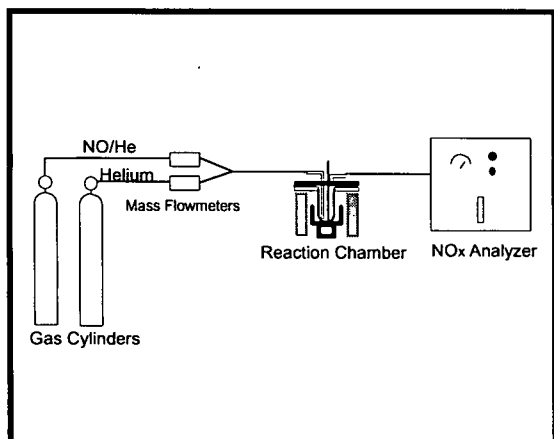 NO/He
Helium
Mass Flowmeters
Reaction Chamber
NOx Analyzer
Gas Cylinders